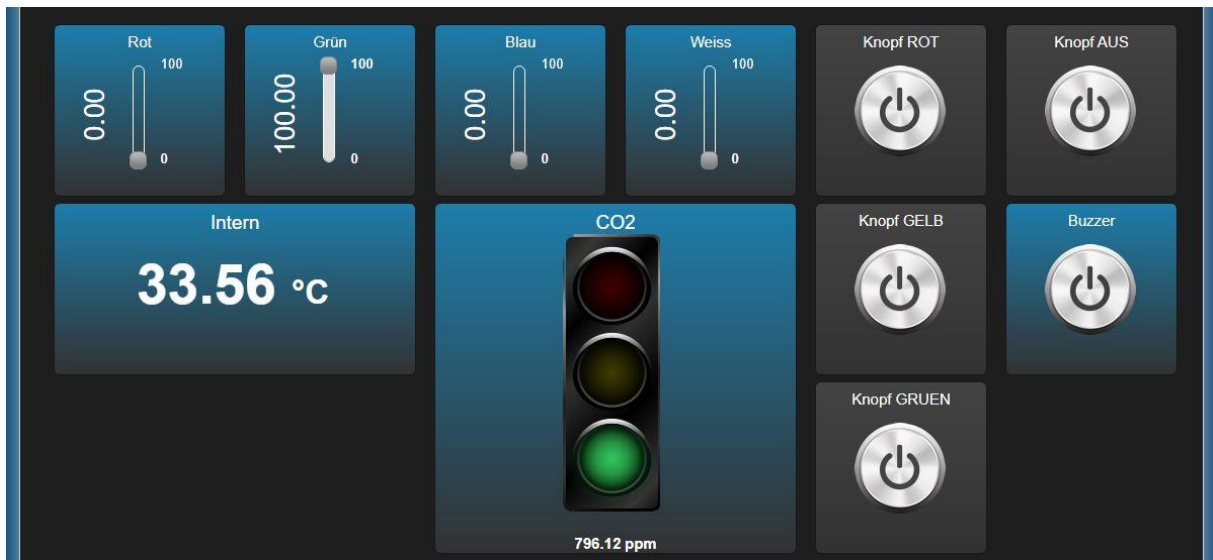 Rot
100
0.00
0
Grün
100
100.00
0
Blau
100
0.00
0
Weiss
100
0.00
0
Knopf ROT
Knopf AUS
Intern
33.56 °C
CO2
796.12 ppm
Knopf GELB
Buzzer
Knopf GRUEN